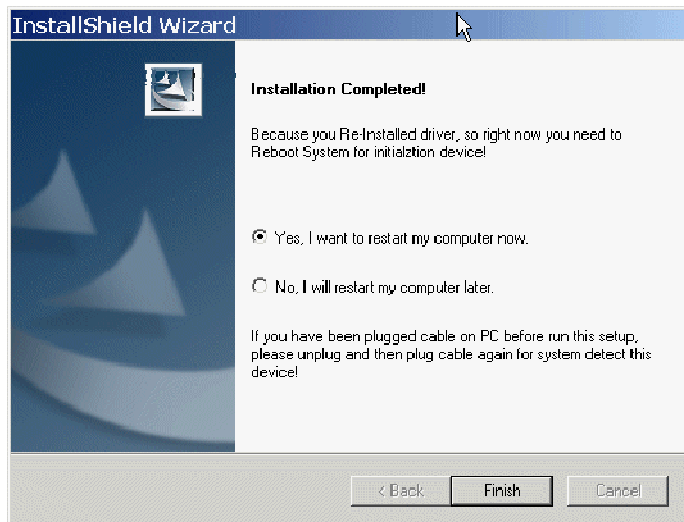 InstallShield Wizard
Installation Completed!
Because you Re-Installed driver, so right now you need to
Reboot System for initialztion device!
Yes, I want to restart my computer now.
No, I will restart my computer later.
If you have been plugged cable on PC before run this setup,
please unplug and then plug cable again for system detect this
device!
< Back
Finish
Cancel